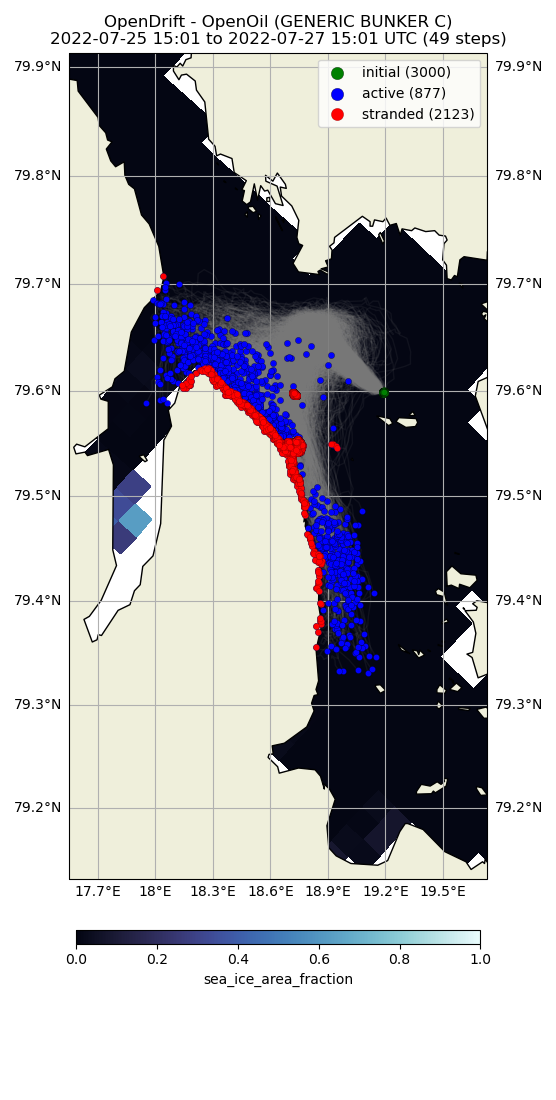 OpenDrift - OpenOil (GENERIC BUNKER C)
2022-07-25 15:01 to 2022-07-27 15:01 UTC (49 steps)
initial (3000)
active (877)
stranded (2123)
79.9°N 79.9°N
79.8°N 79.8°N
79.7°N 79.7°N
79.6°N 79.6°N
79.5°N 79.5°N
79.4°N 79.4°N
79.3°N 79.3°N
79.2°N 79.2°N
17.7°E 18°E 18.3°E 18.6°E 18.9°E 19.2°E 19.5°E
0.0 0.2 0.4 0.6 0.8 1.0
sea_ice_area_fraction